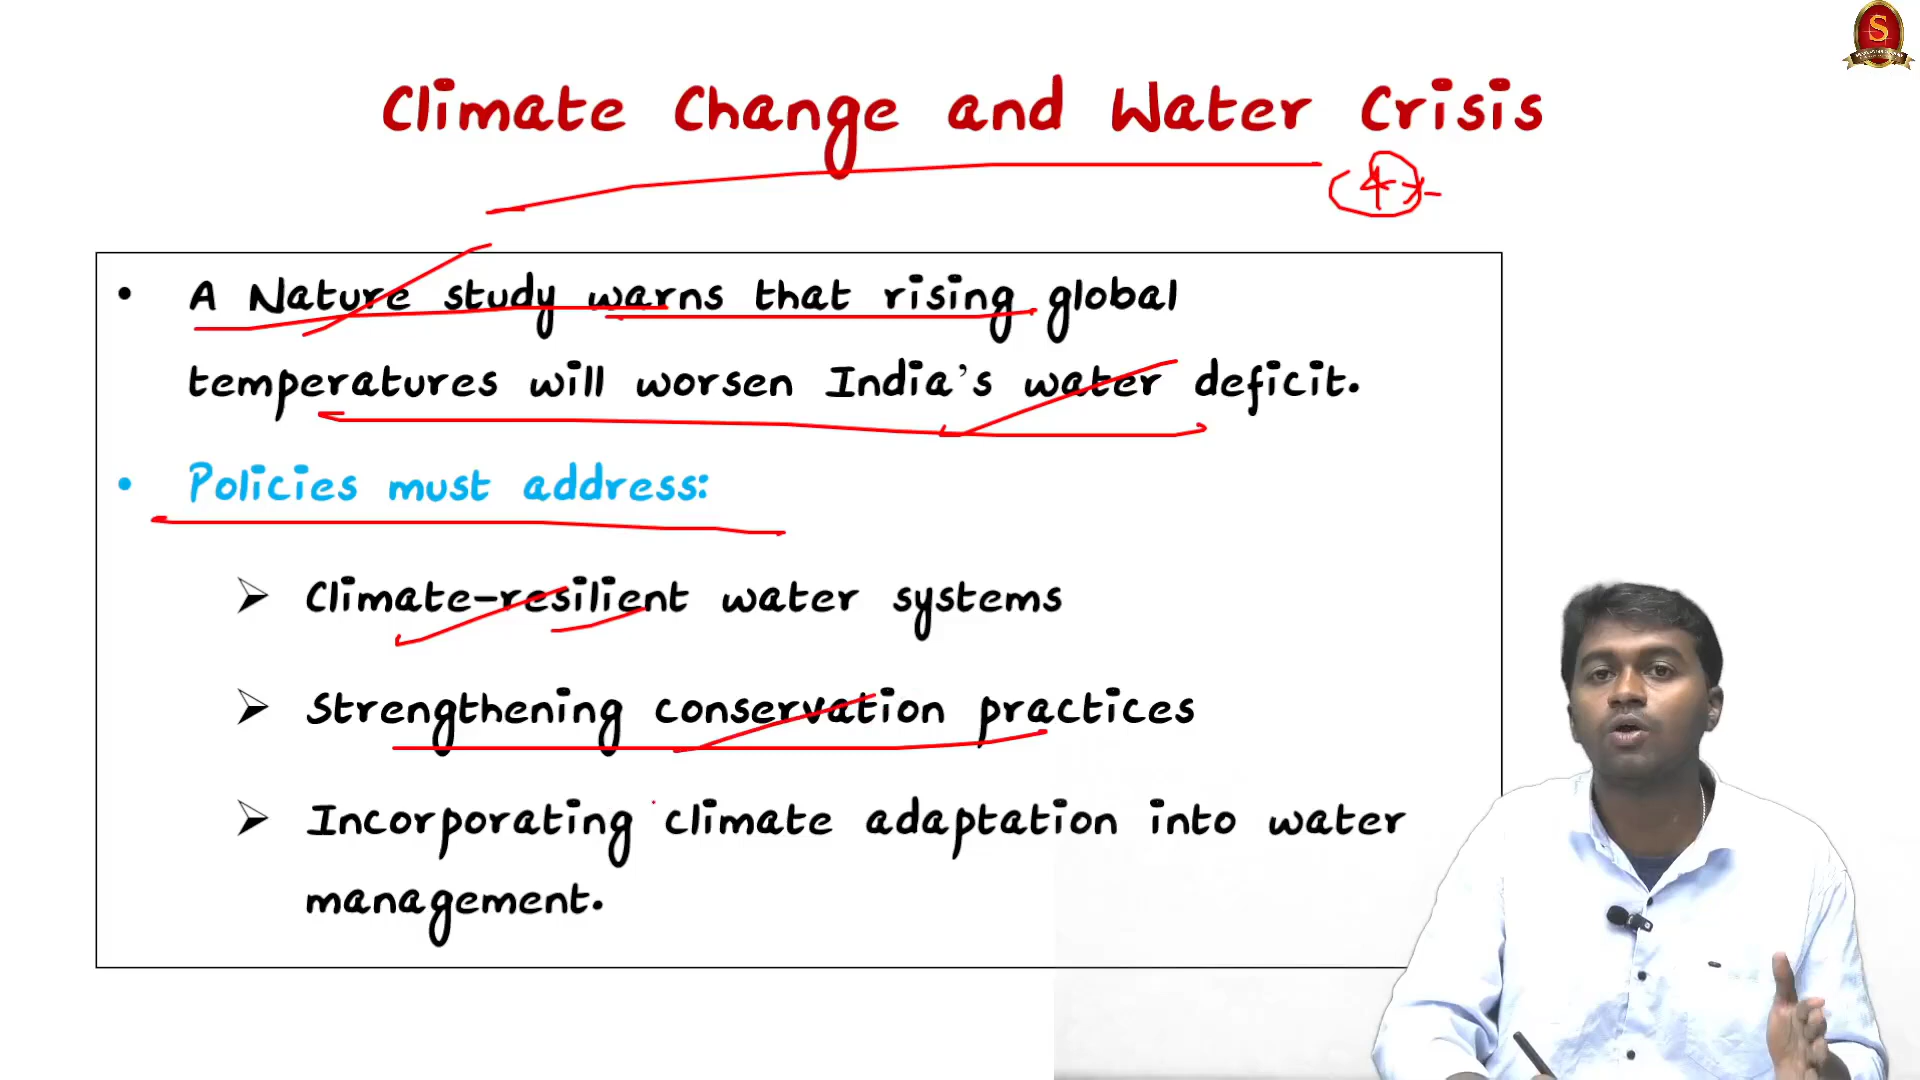 S
Climate Change and Water Crisis
• A Nature study warns that rising global
temperatures will worsen India's water deficit.
• Policies must address:
➢ Climate-resilient water systems
➢ Strengthening conservation practices
➢ Incorporating climate adaptation into water
management.